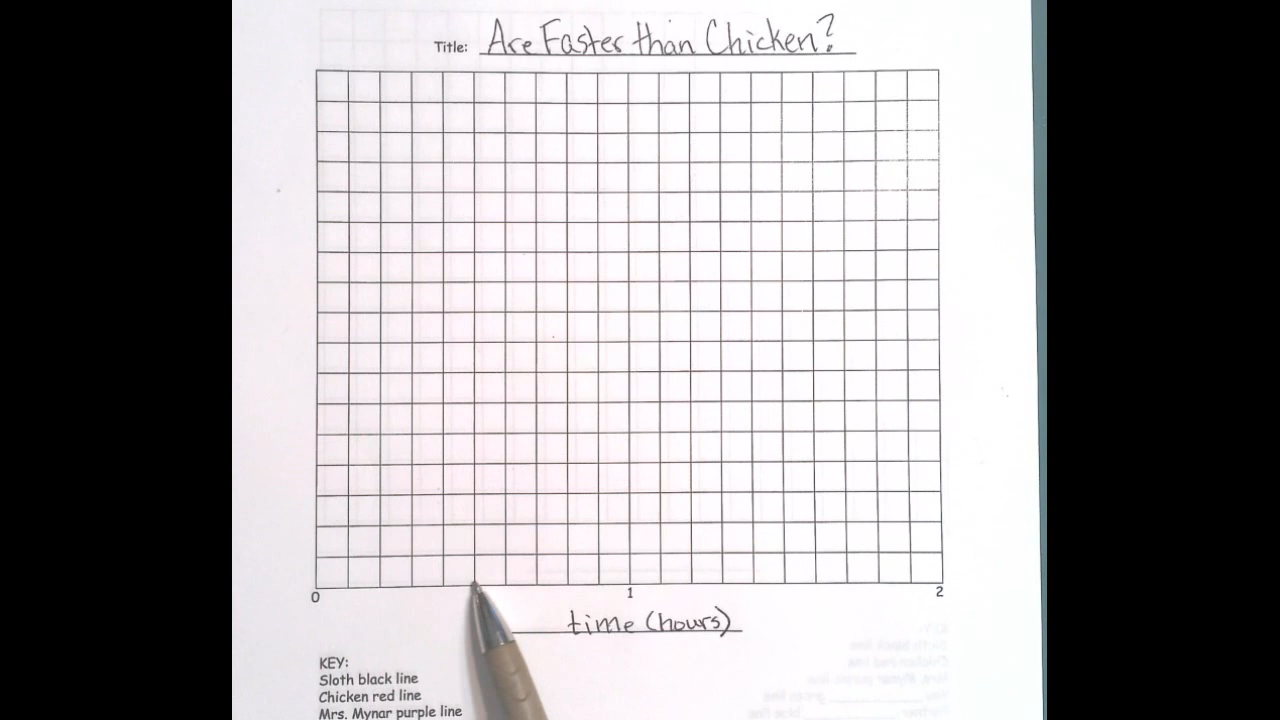 Title: Are Faster than Chicken?
0 1 2
time (hours)
KEY:
Sloth black line
Chicken red line
Mrs. Mynar purple line